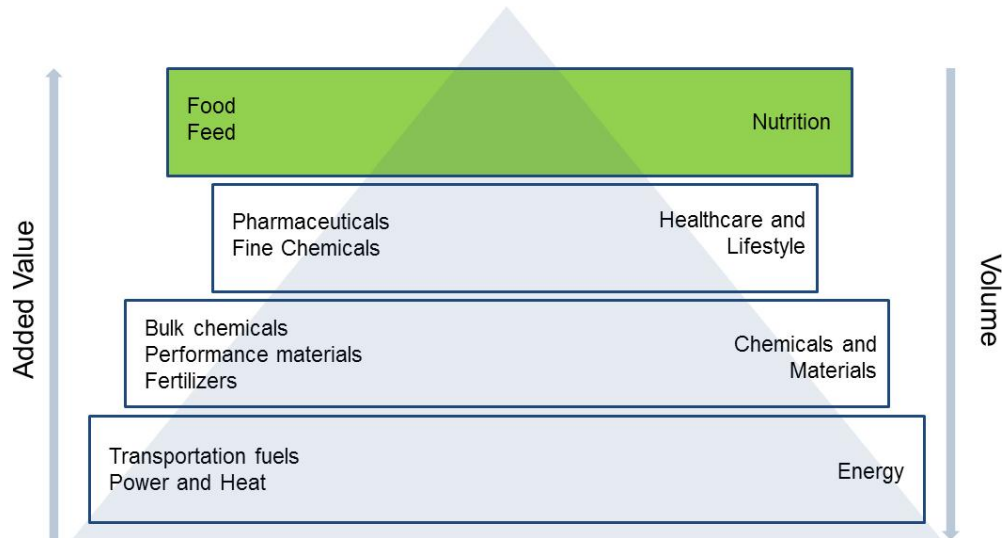 Food
Feed
Nutrition
Pharmaceuticals
Fine Chemicals
Healthcare and
Lifestyle
Bulk chemicals
Performance materials
Fertilizers
Chemicals and
Materials
Transportation fuels
Power and Heat
Energy
Added Value
Volume